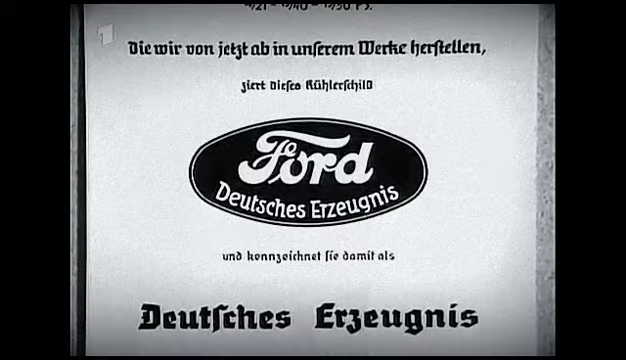 Die wir von jetzt ab in unserem Werke herstellen,
ziert dieses Kühlerschild
Ford
Deutsches Erzeugnis
und kennzeichnet sie damit als
Deutsches Erzeugnis